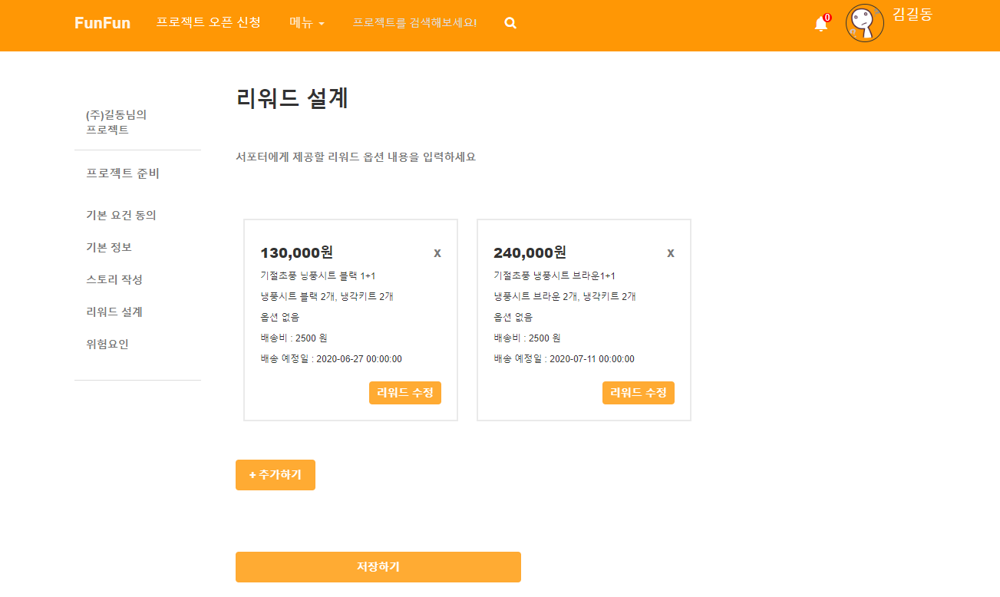 FunFun 프로젝트 오픈 신청 메뉴 프로젝트를 검색해보세요! 0 김길동
리워드 설계
(주)길동님의
프로젝트
서포터에게 제공할 리워드 옵션 내용을 입력하세요
프로젝트 준비
기본 요건 동의
기본 정보
스토리 작성
리워드 설계
위험요인
130,000원 X
기절초풍 닝풍시트 블랙 1+1
냉풍시트 블랙 2개, 냉각키트 2개
옵션 없음
배송비 : 2500 원
배송 예정일 : 2020-06-27 00:00:00
리워드 수정
240,000원 X
기절초풍 냉풍시트 브라운1+1
냉풍시트 브라운 2개, 냉각키트 2개
옵션 없음
배송비 : 2500 원
배송 예정일 : 2020-07-11 00:00:00
리워드 수정
+ 추가하기
저장하기